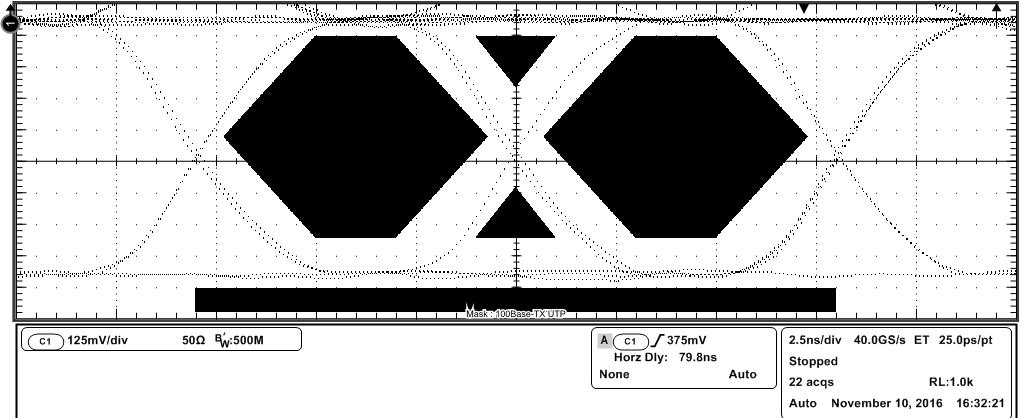 1
Mask : 100Base-TX UTP
C1 125mV/div 50Ω BW:500M
A C1 375mV
Horz Dly: 79.8ns
None Auto
2.5ns/div 40.0GS/s ET 25.0ps/pt
Stopped
22 acqs RL:1.0k
Auto November 10, 2016 16:32:21